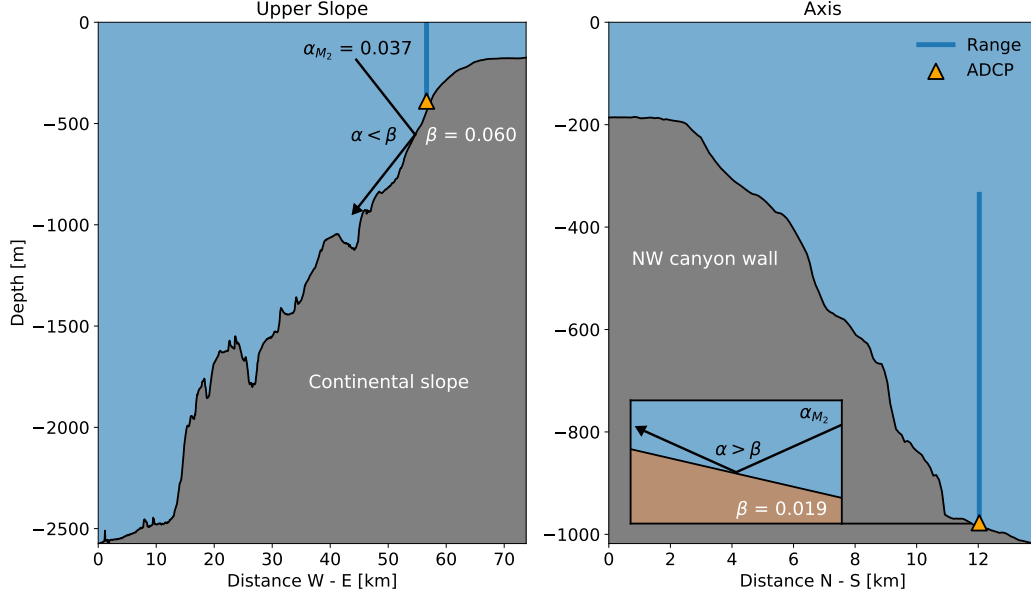 Upper Slope
α_{M_2} = 0.037
α < β
β = 0.060
Continental slope
Depth [m]
0
−500
−1000
−1500
−2000
−2500
0
10
20
30
40
50
60
70
Distance W - E [km]
Axis
Range
ADCP
NW canyon wall
α_{M_2}
α > β
β = 0.019
0
−200
−400
−600
−800
−1000
0
2
4
6
8
10
12
Distance N - S [km]